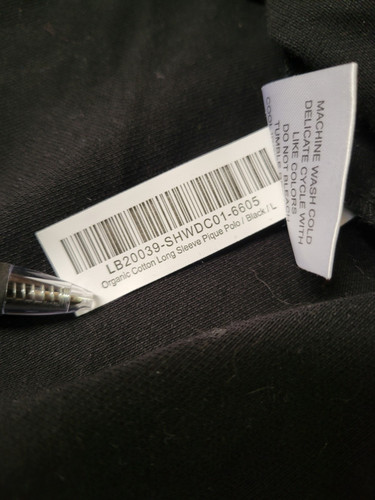 LB20039-SHWDC01-6605
Organic Cotton Long Sleeve Pique Polo / Black / L
MACHINE WASH COLD
DELICATE CYCLE WITH
LIKE COLORS
DO NOT BLEACH
TUMBLE